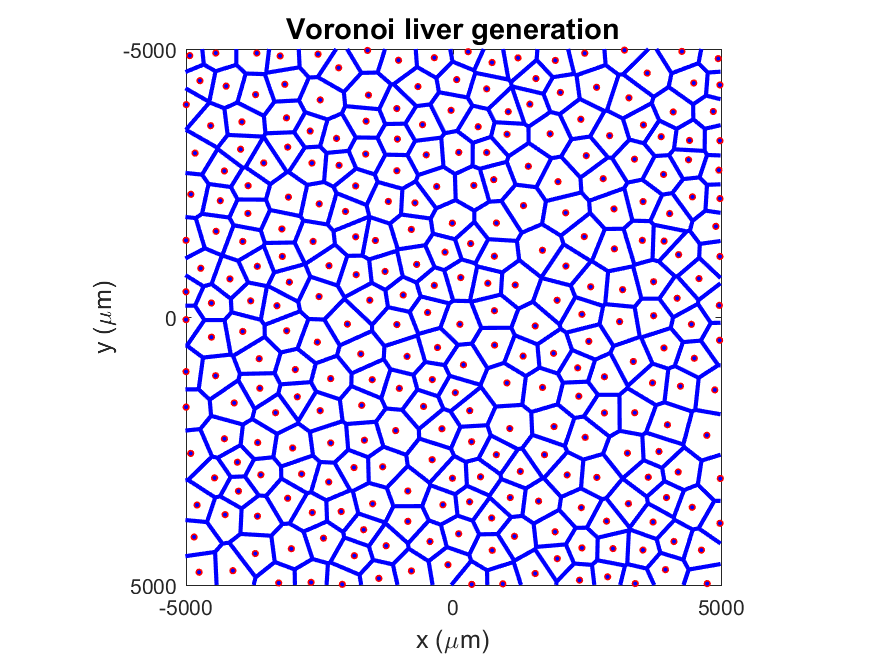 Voronoi liver generation
-5000
0
5000
y (μm)
-5000 0 5000
x (μm)